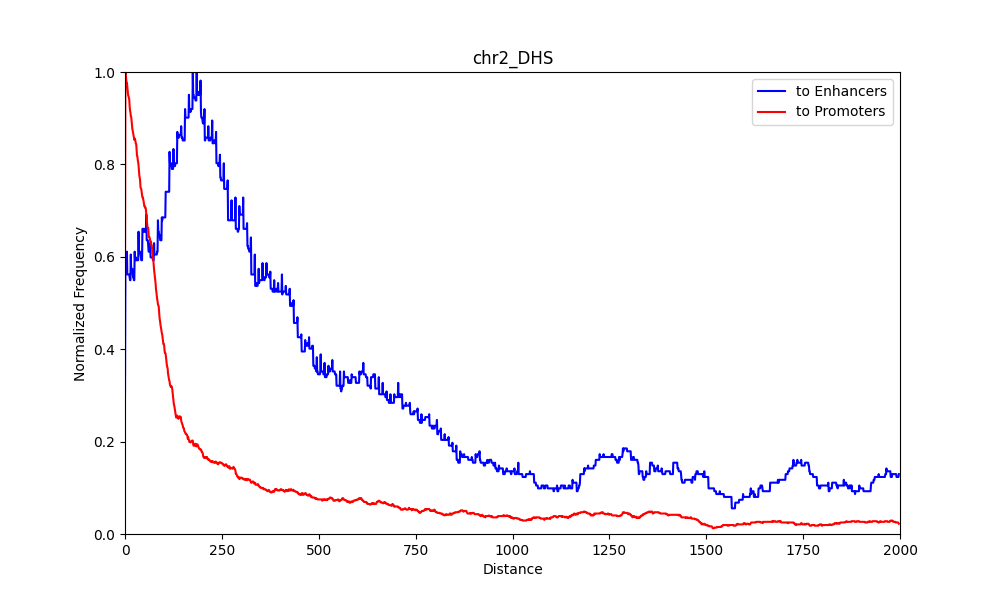 chr2_DHS
to Enhancers
to Promoters
Normalized Frequency
1.0
0.8
0.6
0.4
0.2
0.0
0 250 500 750 1000 1250 1500 1750 2000
Distance